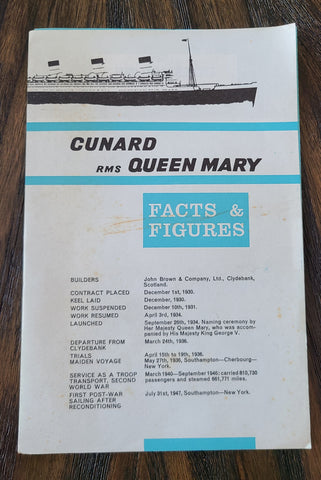 CUNARD
RMS QUEEN MARY
FACTS &
FIGURES
BUILDERS John Brown & Company, Ltd., Clydebank,
Scotland.
CONTRACT PLACED December 1st, 1930.
KEEL LAID December, 1930.
WORK SUSPENDED December 10th, 1931.
WORK RESUMED April 3rd, 1934.
LAUNCHED September 26th, 1934. Naming ceremony by
Her Majesty Queen Mary, who was accom-
panied by His Majesty King George V.
DEPARTURE FROM
CLYDEBANK March 24th, 1936.
TRIALS April 15th to 19th, 1936.
MAIDEN VOYAGE May 27th, 1936, Southampton—Cherbourg—
New York.
SERVICE AS A TROOP
TRANSPORT, SECOND
WORLD WAR March 1940—September 1946: carried 810,730
passengers and steamed 661,771 miles.
FIRST POST-WAR
SAILING AFTER
RECONDITIONING July 31st, 1947, Southampton—New York.